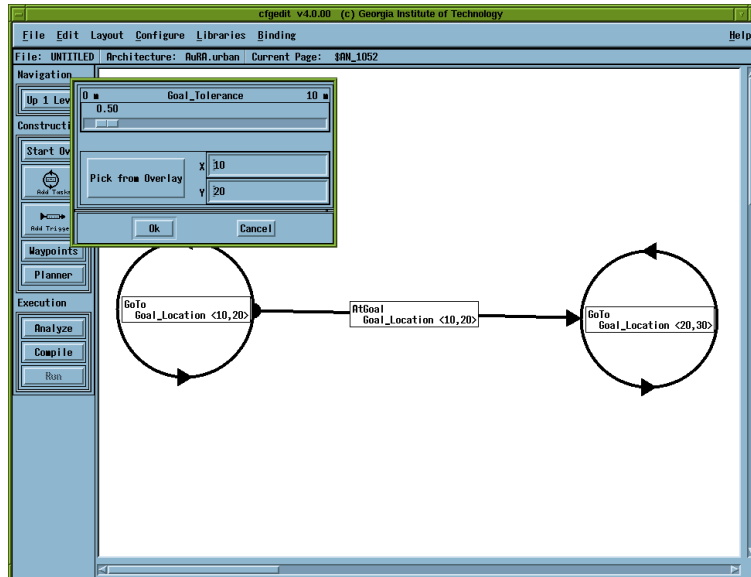 cfgedit v4.0.00 (c) Georgia Institute of Technology
File Edit Layout Configure Libraries Binding Help
File: UNTITLED Architecture: AuRA.urban Current Page: $AN_1052
Navigation
Up 1 Lev
Constructi
Start Ov
Add Tasks
Add Trigge
Waypoints
Planner
Execution
Analyze
Compile
Run
0 m Goal_Tolerance 10 m
0.50
Pick from Overlay
X 10
Y 20
Ok Cancel
GoTo
Goal_Location <10,20>
AtGoal
Goal_Location <10,20>
GoTo
Goal_Location <20,30>